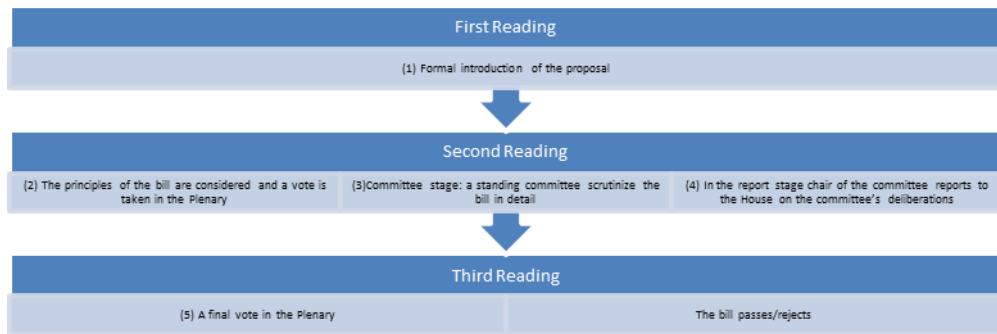 First Reading
(1) Formal introduction of the proposal
Second Reading
(2) The principles of the bill are considered and a vote is
taken in the Plenary
(3)Committee stage: a standing committee scrutinize the
bill in detail
(4) In the report stage chair of the committee reports to
the House on the committee's deliberations
Third Reading
(5) A final vote in the Plenary
The bill passes/rejects